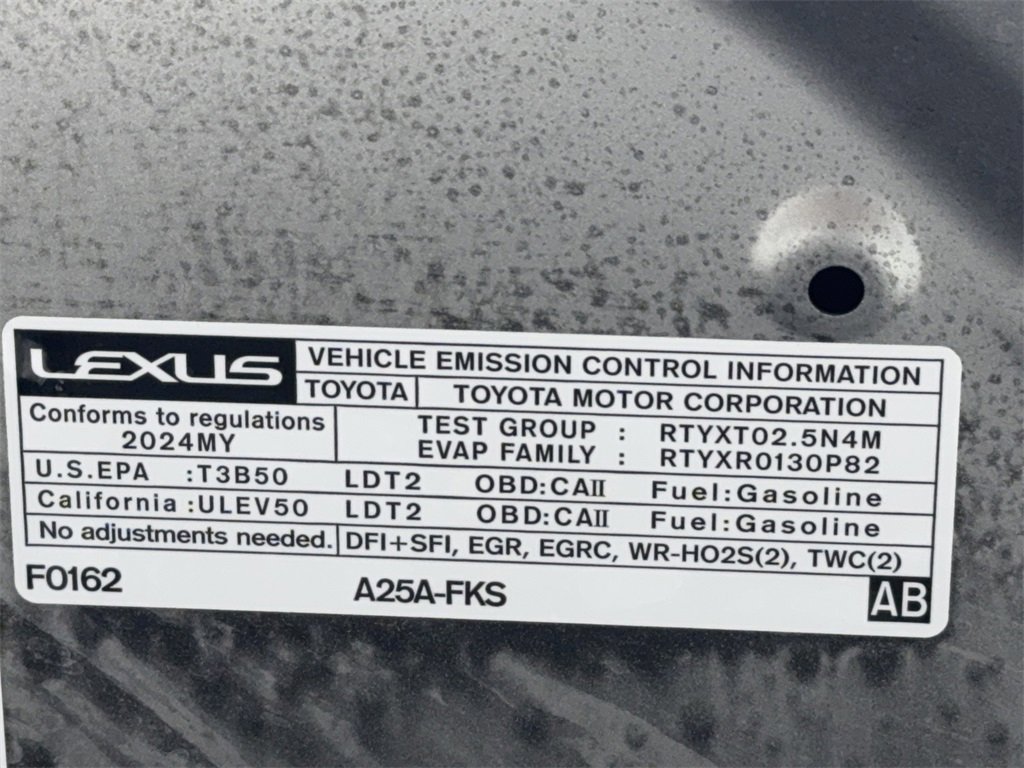 LEXUS VEHICLE EMISSION CONTROL INFORMATION
TOYOTA TOYOTA MOTOR CORPORATION
Conforms to regulations
2024MY
TEST GROUP : RTYXT02.5N4M
EVAP FAMILY : RTYXR0130P82
U.S.EPA :T3B50 LDT2 OBD:CAII Fuel:Gasoline
California :ULEV50 LDT2 OBD:CAII Fuel:Gasoline
No adjustments needed. DFI+SFI, EGR, EGRC, WR-HO2S(2), TWC(2)
F0162 A25A-FKS AB